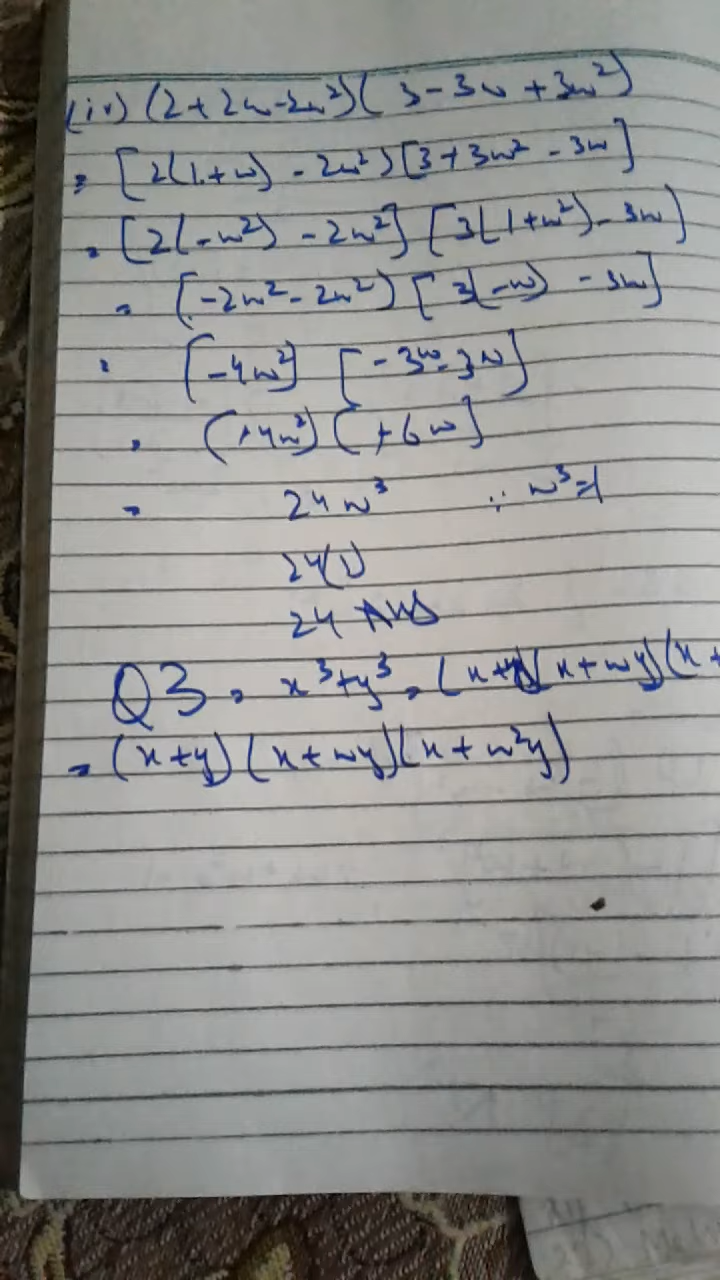 (iv) (2+2w-2w²)(3-3w+3w²)
= [2(1+w) - 2w²)[3+3w² - 3w]
= [2(-w²) - 2w²] [3(1+w²) - 3w]
= (-2w²-2w²) [3(-w) - 3w]
= [-4w²] [-3w-3w]
= (+4w²) (+6w]
= 24w³ ∵ w³=1
24(1)
24 Ans
Q3. x³+y³ = (x+y)(x+wy)(x+
= (x+y)(x+wy)(x+w²y)